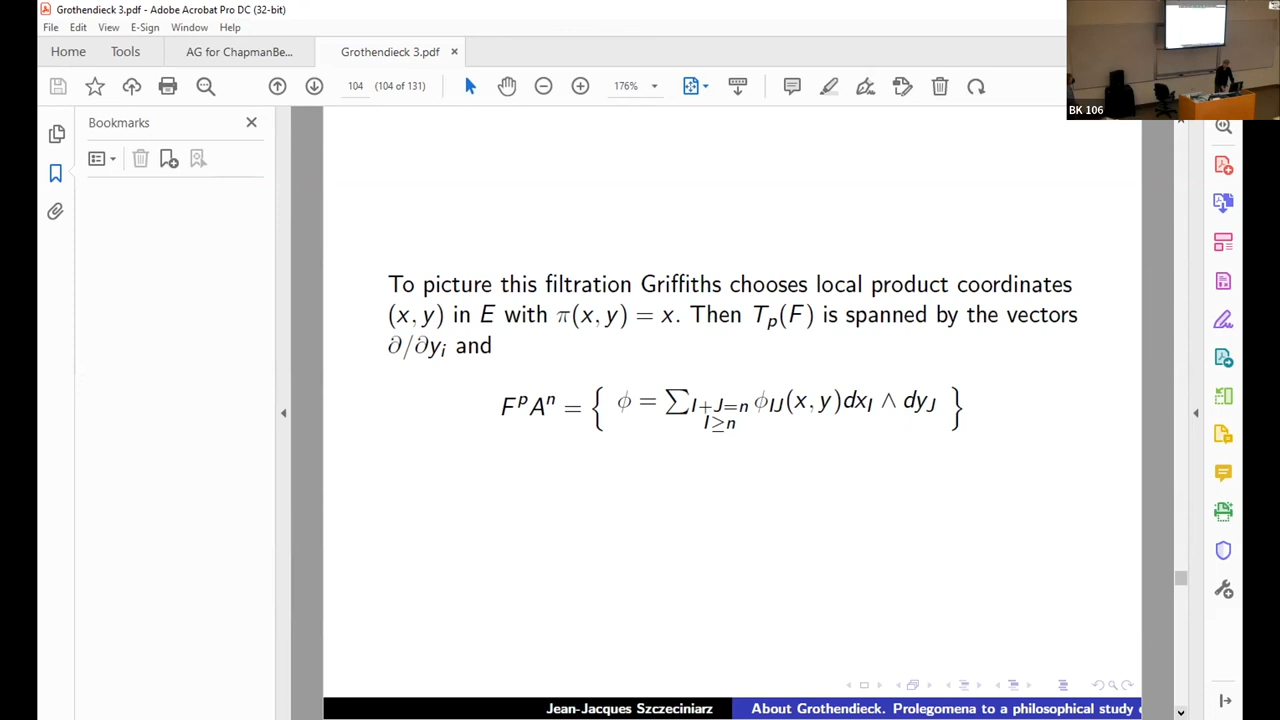 Grothendieck 3.pdf - Adobe Acrobat Pro DC (32-bit)
File Edit View E-Sign Window Help
Home Tools AG for ChapmanBe... Grothendieck 3.pdf ×
104 (104 of 131) 176%
BK 106
Bookmarks
To picture this filtration Griffiths chooses local product coordinates
(x, y) in E with π(x, y) = x. Then T_p(F) is spanned by the vectors
∂/∂y_i and
F^p A^n = { ϕ = ∑_{I+J=n, I≥n} ϕ_{IJ}(x, y)dx_I ∧ dy_J }
Jean-Jacques Szczeciniarz About Grothendieck. Prolegomena to a philosophical study